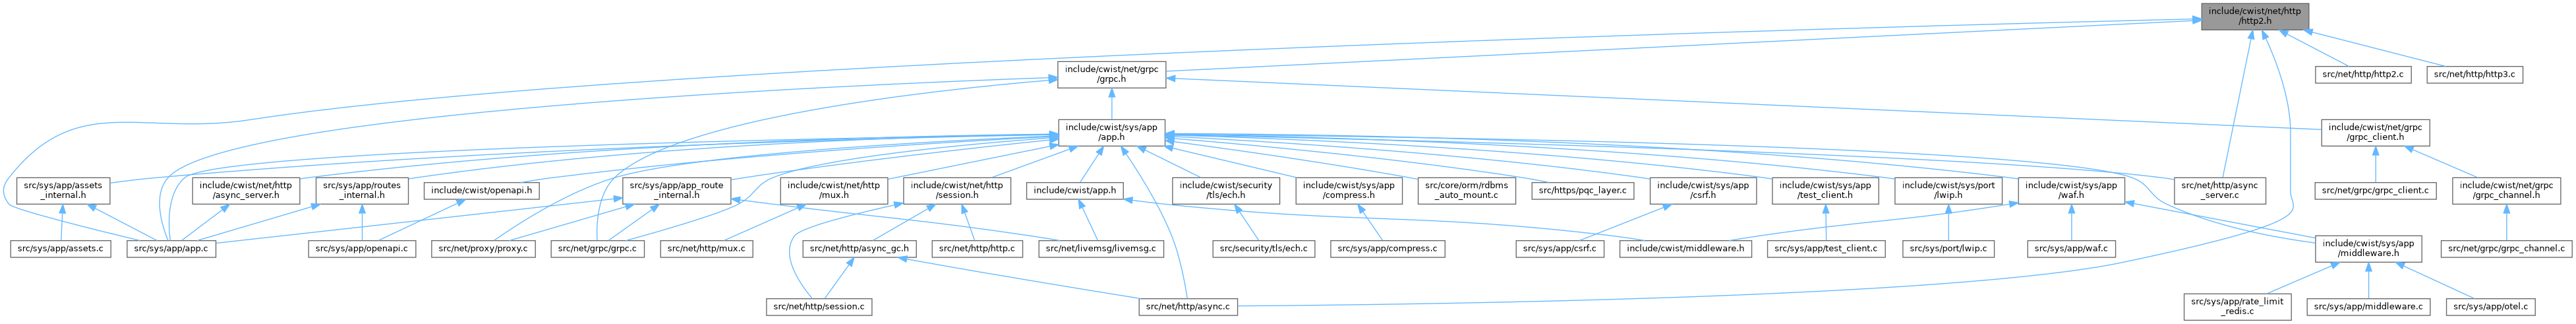 include/cwist/net/http
/http2.h
include/cwist/net/grpc
/grpc.h
src/net/http/http2.c
src/net/http/http3.c
include/cwist/sys/app
/app.h
include/cwist/net/grpc
/grpc_client.h
src/sys/app/assets
_internal.h
include/cwist/net/http
/async_server.h
src/sys/app/routes
_internal.h
include/cwist/openapi.h
src/sys/app/app_route
_internal.h
include/cwist/net/http
/mux.h
include/cwist/net/http
/session.h
include/cwist/app.h
include/cwist/security
/tls/ech.h
include/cwist/sys/app
/compress.h
src/core/orm/rdbms
_auto_mount.c
src/https/pqc_layer.c
include/cwist/sys/app
/csrf.h
include/cwist/sys/app
/test_client.h
include/cwist/sys/port
/lwip.h
include/cwist/sys/app
/waf.h
src/net/http/async
_server.c
src/net/grpc/grpc_client.c
include/cwist/net/grpc
/grpc_channel.h
src/sys/app/assets.c
src/sys/app/app.c
src/sys/app/openapi.c
src/net/proxy/proxy.c
src/net/grpc/grpc.c
src/net/http/mux.c
src/net/http/async_gc.h
src/net/http/http.c
src/net/livemsg/livemsg.c
src/security/tls/ech.c
src/sys/app/compress.c
src/sys/app/csrf.c
include/cwist/middleware.h
src/sys/app/test_client.c
src/sys/port/lwip.c
src/sys/app/waf.c
include/cwist/sys/app
/middleware.h
src/net/grpc/grpc_channel.c
src/net/http/session.c
src/net/http/async.c
src/sys/app/rate_limit
_redis.c
src/sys/app/middleware.c
src/sys/app/otel.c